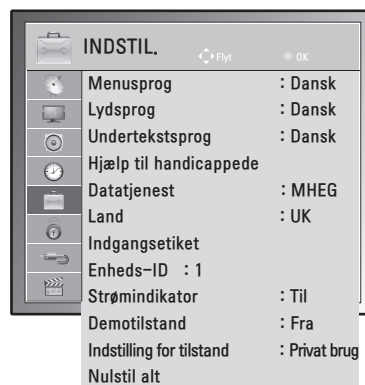 INDSTIL. Flyt OK
Menusprog : Dansk
Lydsprog : Dansk
Undertekstsprog : Dansk
Hjælp til handicappede
Datatjenest : MHEG
Land : UK
Indgangsetiket
Enheds-ID : 1
Strømindikator : Til
Demotilstand : Fra
Indstilling for tilstand : Privat brug
Nulstil alt